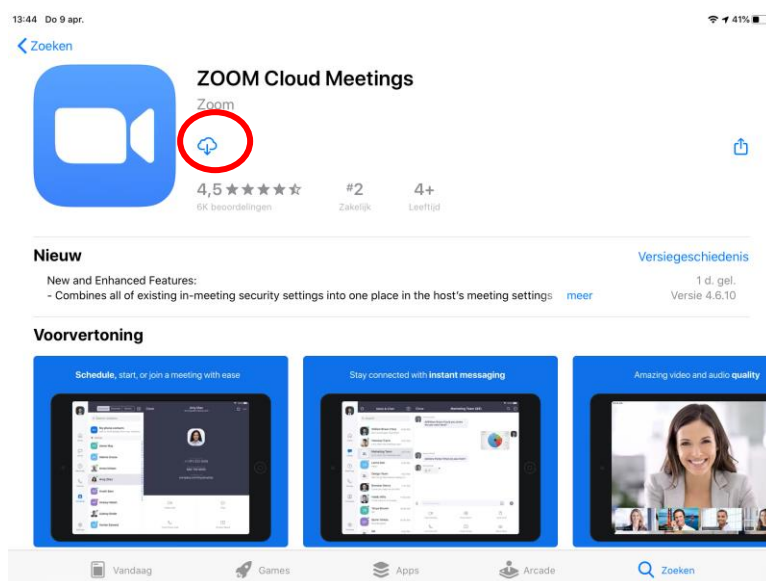 13:44 Do 9 apr.
41%
Zoeken
ZOOM Cloud Meetings
Zoom
4,5
#2
4+
6K beoordelingen
Zakelijk
Leeftijd
Nieuw
Versiegeschiedenis
New and Enhanced Features:
1 d. gel.
- Combines all of existing in-meeting security settings into one place in the host's meeting settings meer
Versie 4.6.10
Voorvertoning
Schedule, start, or join a meeting with ease
Stay connected with instant messaging
Amazing video and audio quality
Vandaag
Games
Apps
Arcade
Zoeken